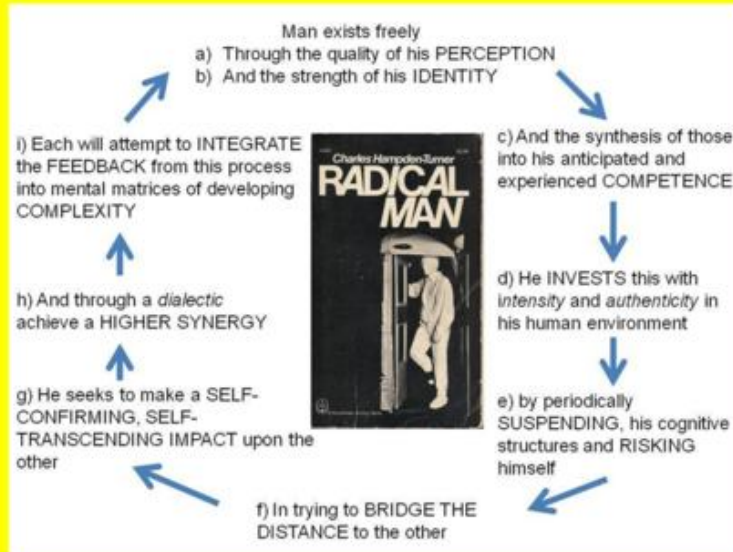 Man exists freely
a) Through the quality of his PERCEPTION
b) And the strength of his IDENTITY
c) And the synthesis of those
into his anticipated and
experienced COMPETENCE
d) He INVESTS this with
intensity and authenticity in
his human environment
e) by periodically
SUSPENDING, his cognitive
structures and RISKING
himself
f) In trying to BRIDGE THE
DISTANCE to the other
g) He seeks to make a SELF-
CONFIRMING, SELF-
TRANSCENDING IMPACT upon the
other
h) And through a dialectic
achieve a HIGHER SYNERGY
i) Each will attempt to INTEGRATE
the FEEDBACK from this process
into mental matrices of developing
COMPLEXITY
Charles Hampden-Turner
RADICAL
MAN